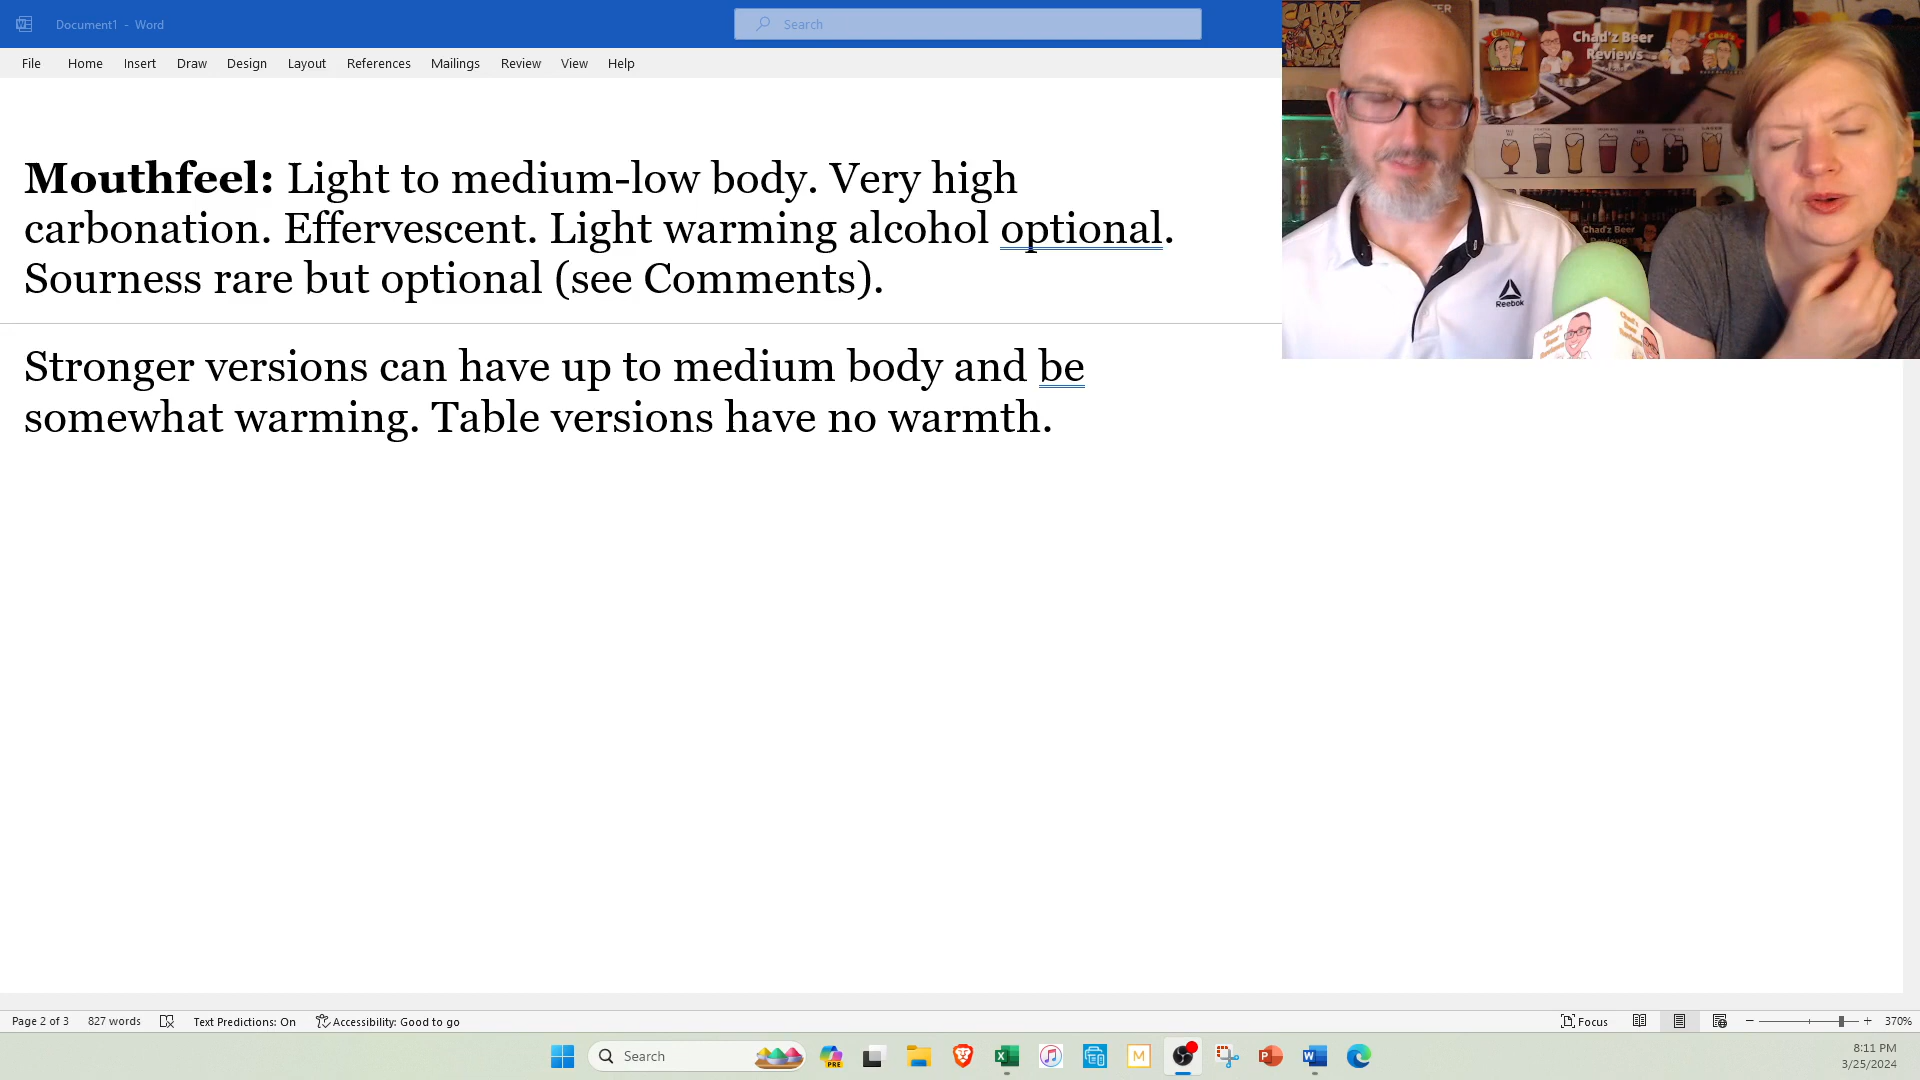 Document1 - Word
Search
File Home Insert Draw Design Layout References Mailings Review View Help
Mouthfeel: Light to medium-low body. Very high
carbonation. Effervescent. Light warming alcohol optional.
Sourness rare but optional (see Comments).
Stronger versions can have up to medium body and be
somewhat warming. Table versions have no warmth.
Chad'z Beer
Reviews
Chad'z Beer
Reebok
Page 2 of 3 827 words Text Predictions: On Accessibility: Good to go
Focus
370%
Search
PRE
8:11 PM
3/25/2024